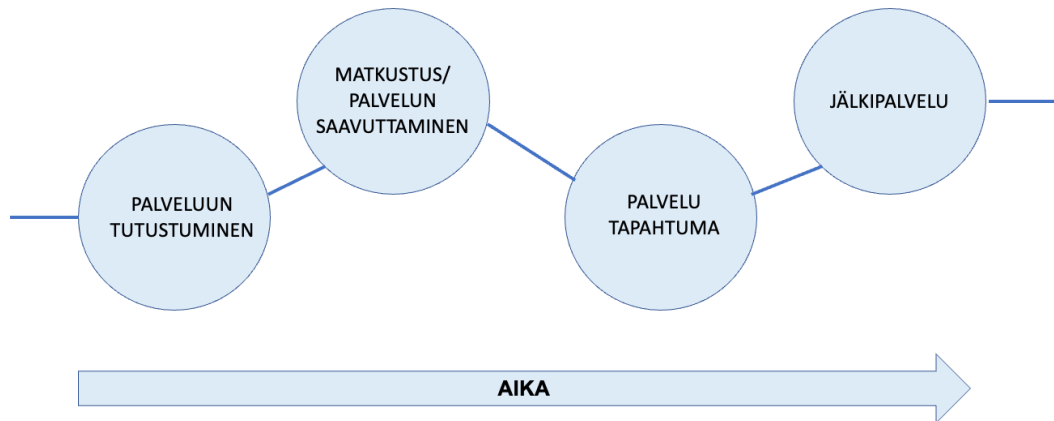 PALVELUUN
TUTUSTUMINEN
MATKUSTUS/
PALVELUN
SAAVUTTAMINEN
PALVELU
TAPAHTUMA
JÄLKIPALVELU
AIKA